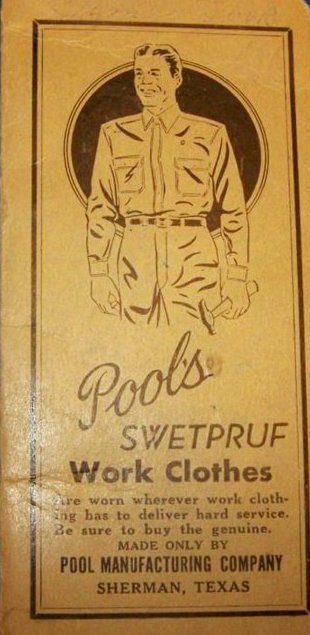 Pool's
SWETPRUF
Work Clothes
Are worn wherever work cloth-
ing has to deliver hard service.
Be sure to buy the genuine.
MADE ONLY BY
POOL MANUFACTURING COMPANY
SHERMAN, TEXAS